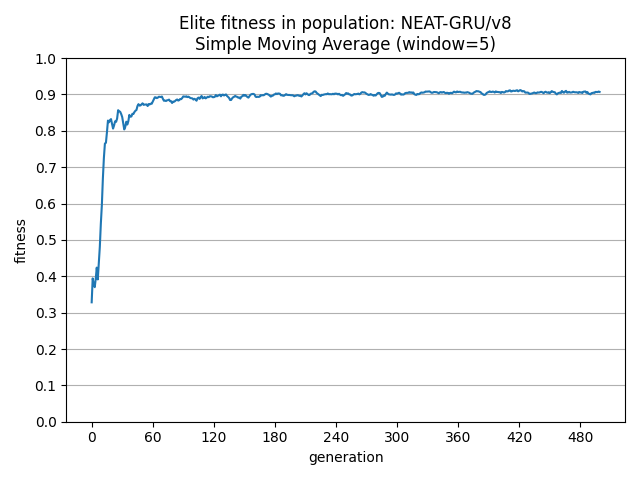 Elite fitness in population: NEAT-GRU/v8
Simple Moving Average (window=5)
1.0
0.9
0.8
0.7
0.6
0.5
0.4
0.3
0.2
0.1
0.0
fitness
0 60 120 180 240 300 360 420 480
generation